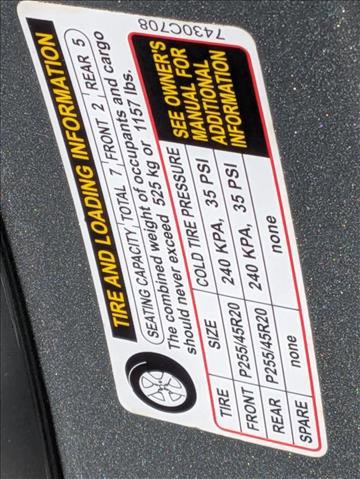 TIRE AND LOADING INFORMATION
SEATING CAPACITY TOTAL 7 FRONT 2 REAR 5
The combined weight of occupants and cargo
should never exceed 525 kg or 1157 lbs.
TIRE SIZE COLD TIRE PRESSURE
FRONT P255/45R20 240 KPA, 35 PSI
REAR P255/45R20 240 KPA, 35 PSI
SPARE none none
SEE OWNER'S
MANUAL FOR
ADDITIONAL
INFORMATION
7430C708